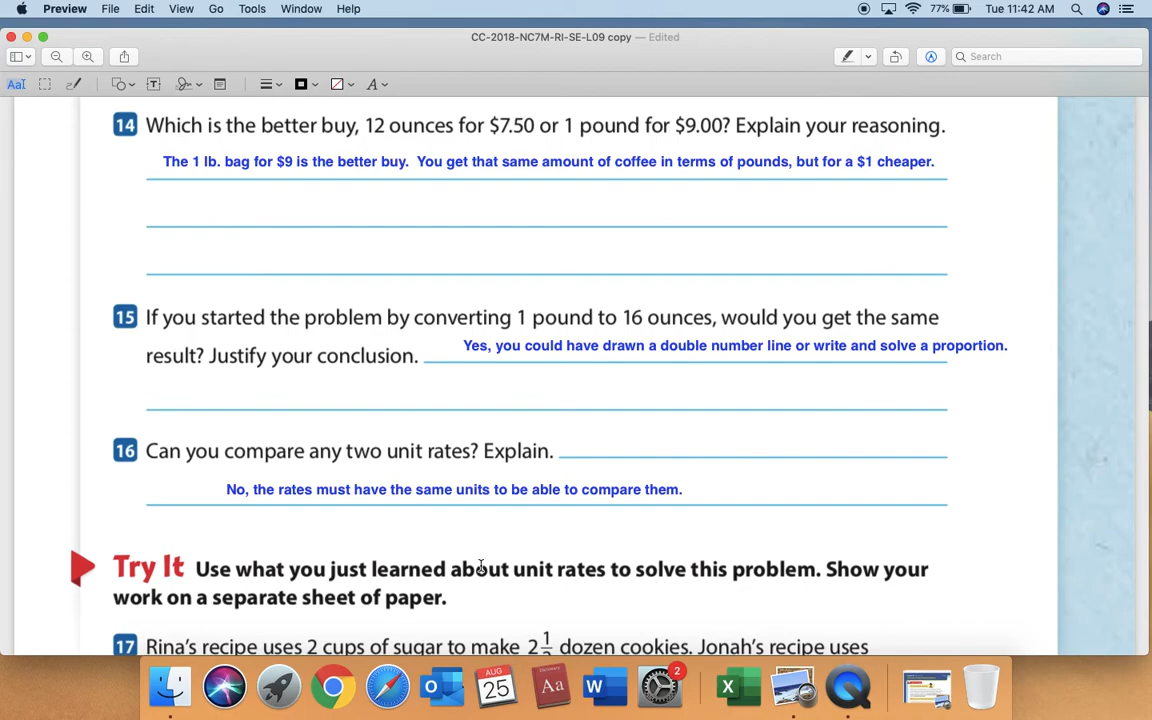 Preview File Edit View Go Tools Window Help 77% Tue 11:42 AM
CC-2018-NC7M-RI-SE-L09 copy — Edited
Search
AaI T A
14 Which is the better buy, 12 ounces for $7.50 or 1 pound for $9.00? Explain your reasoning.
The 1 lb. bag for $9 is the better buy. You get that same amount of coffee in terms of pounds, but for a $1 cheaper.
15 If you started the problem by converting 1 pound to 16 ounces, would you get the same
Yes, you could have drawn a double number line or write and solve a proportion.
result? Justify your conclusion.
16 Can you compare any two unit rates? Explain.
No, the rates must have the same units to be able to compare them.
Try It Use what you just learned about unit rates to solve this problem. Show your
work on a separate sheet of paper.
17 Rina's recipe uses 2 cups of sugar to make 2 1 dozen cookies. Jonah's recipe uses
AUG
25
Dictionary
Aa
W
2
X